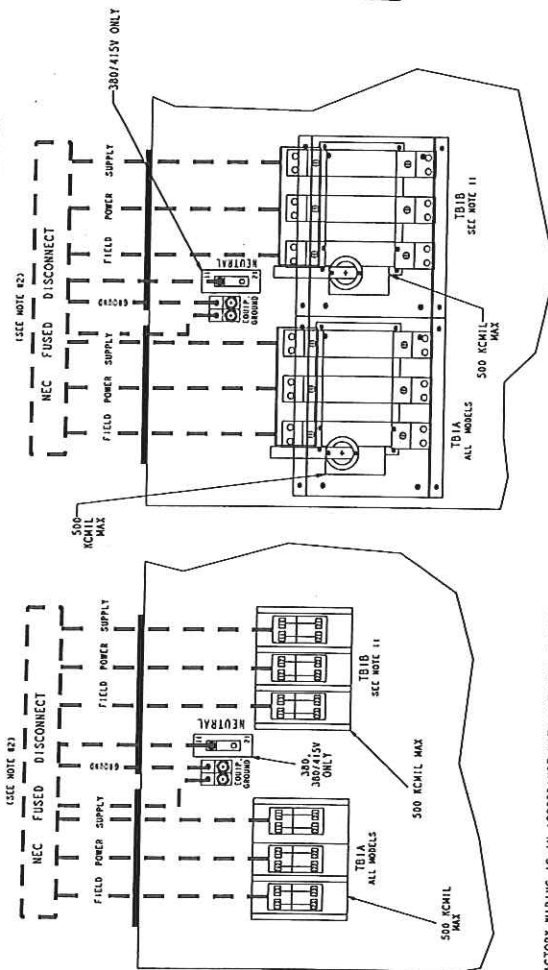 (SEE NOTE #2)
NEC FUSED DISCONNECT
FIELD POWER SUPPLY
GROUND
FIELD POWER SUPPLY
380/415V ONLY
NEUTRAL
EQUIP.
GROUND
500
KCMIL
MAX
TB1A
ALL MODELS
500 KCMIL
MAX
TB1B
SEE NOTE 11
(SEE NOTE #2)
NEC FUSED DISCONNECT
FIELD POWER SUPPLY
GROUND
FIELD POWER SUPPLY
NEUTRAL
EQUIP.
GROUND
380,
380/415V
ONLY
TB1A
ALL MODELS
500 KCMIL
MAX
TB1B
SEE NOTE 11
500 KCMIL MAX